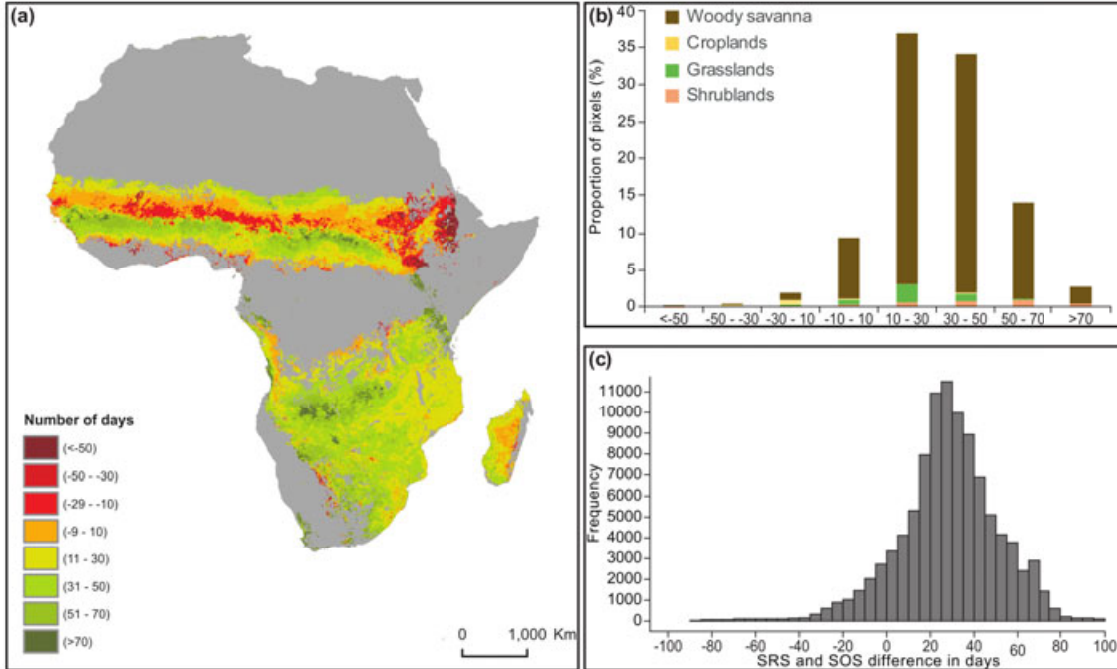 (a)
Number of days
(<-50)
(-50 - -30)
(-29 - -10)
(-9 - 10)
(11 - 30)
(31 - 50)
(51 - 70)
(>70)
0 1,000 Km
(b)
Woody savanna
Croplands
Grasslands
Shrublands
Proportion of pixels (%)
40
35
30
25
20
15
10
5
0
<-50 -50 - -30 -30 - 10 -10 - 10 10 - 30 30 - 50 50 - 70 >70
(c)
Frequency
11000
10000
9000
8000
7000
6000
5000
4000
3000
2000
1000
0
-100 -80 -60 -40 -20 0 20 40 60 80 100
SRS and SOS difference in days